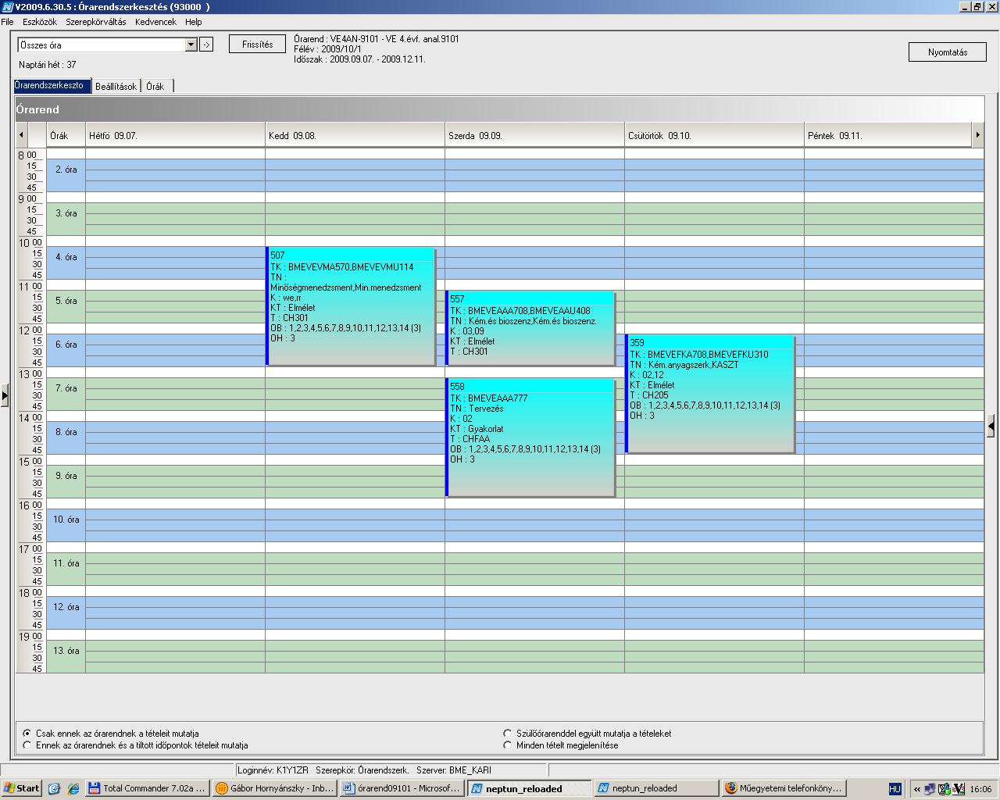 V2009.6.30.5 : Órarendszerkesztés (93000  )
File Eszközök Szerepkörváltás Kedvencek Help
Összes óra
->
Frissítés
Órarend : VE4AN-9101 - VE 4.évf. anal.9101
Félév : 2009/10/1
Időszak : 2009.09.07. - 2009.12.11.
Nyomtatás
Naptári hét : 37
Órarendszerkeszto Beállítások Órák
Órarend
Órák Hétfő 09.07. Kedd 09.08. Szerda 09.09. Csütörtök 09.10. Péntek 09.11.
8 00
15
30
45
2. óra
9 00
15
30
45
3. óra
10 00
15
30
45
4. óra
11 00
15
30
45
5. óra
12 00
15
30
45
6. óra
13 00
15
30
45
7. óra
14 00
15
30
45
8. óra
15 00
15
30
45
9. óra
16 00
15
30
45
10. óra
17 00
15
30
45
11. óra
18 00
15
30
45
12. óra
19 00
15
30
45
13. óra
507
TK : BMEVEVMA570,BMEVEVMU114
TN :
Minőségmenedzsment,Min.menedzsment
K : we,rr
KT : Elmélet
T : CH301
OB : 1,2,3,4,5,6,7,8,9,10,11,12,13,14 (3)
OH : 3
557
TK : BMEVEAAA708,BMEVEAAU408
TN : Kém.és bioszenz,Kém.és bioszenz.
K : 03,09
KT : Elmélet
T : CH301
558
TK : BMEVEAAA777
TN : Tervezés
K : 02
KT : Gyakorlat
T : CHFAA
OB : 1,2,3,4,5,6,7,8,9,10,11,12,13,14 (3)
OH : 3
359
TK : BMEVEFKA708,BMEVEFKU310
TN : Kém.anyagszerk,KASZT
K : 02,12
KT : Elmélet
T : CH205
OB : 1,2,3,4,5,6,7,8,9,10,11,12,13,14 (3)
OH : 3
Csak ennek az órarendnek a tételeit mutatja
Ennek az órarendnek és a tiltott időpontok tételeit mutatja
Szülőórarenddel együtt mutatja a tételeket
Minden tételt megjelenítése
Loginnév: K1Y1ZR Szerepkör: Órarendszerk. Szerver: BME_KARI
Start
Total Commander 7.02a ...
Gábor Hornyánszky - Inb...
órarend09101 - Microsof...
neptun_reloaded
neptun_reloaded
Műegyetemi telefonköny...
HU
«
16:06